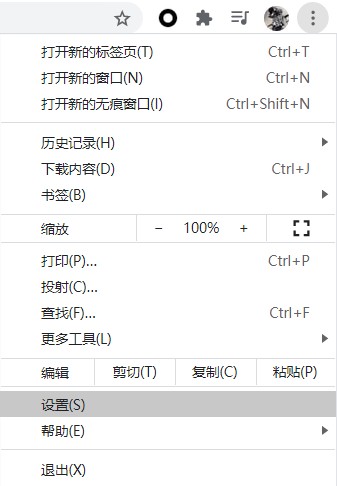 打开新的标签页(T) Ctrl+T
打开新的窗口(N) Ctrl+N
打开新的无痕窗口(I) Ctrl+Shift+N
历史记录(H)
下载内容(D) Ctrl+J
书签(B)
缩放 − 100% +
打印(P)... Ctrl+P
投射(C)...
查找(F)... Ctrl+F
更多工具(L)
编辑 剪切(T) 复制(C) 粘贴(P)
设置(S)
帮助(E)
退出(X)